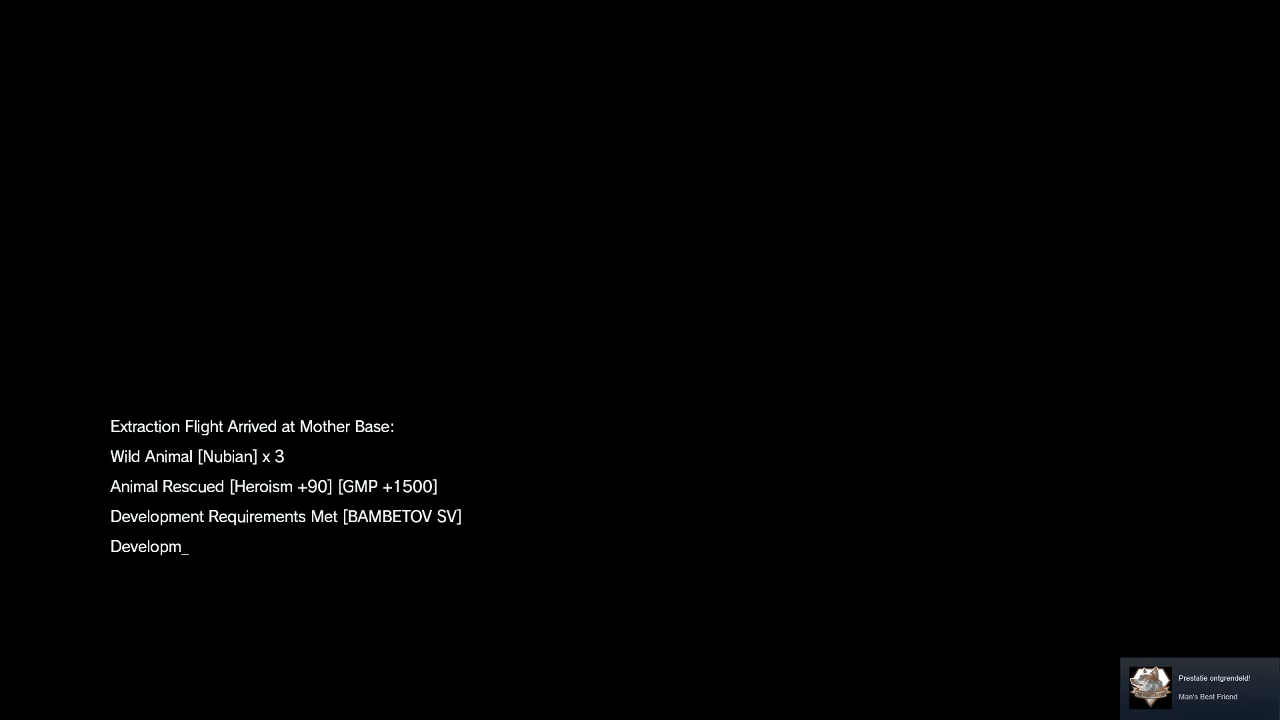 Extraction Flight Arrived at Mother Base:
Wild Animal [Nubian] x 3
Animal Rescued [Heroism +90] [GMP +1500]
Development Requirements Met [BAMBETOV SV]
Developm_
Prestatie ontgrendeld!
Man's Best Friend